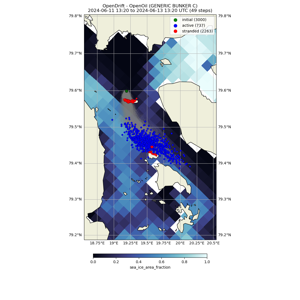 OpenDrift - OpenOil (GENERIC BUNKER C)
2024-06-11 13:20 to 2024-06-13 13:20 UTC (49 steps)
initial (3000)
active (737)
stranded (2263)
79.8°N 79.8°N
79.7°N 79.7°N
79.6°N 79.6°N
79.5°N 79.5°N
79.4°N 79.4°N
79.3°N 79.3°N
79.2°N 79.2°N
18.75°E 19°E 19.25°E 19.5°E 19.75°E 20°E 20.25°E 20.5°E
0.0 0.2 0.4 0.6 0.8 1.0
sea_ice_area_fraction